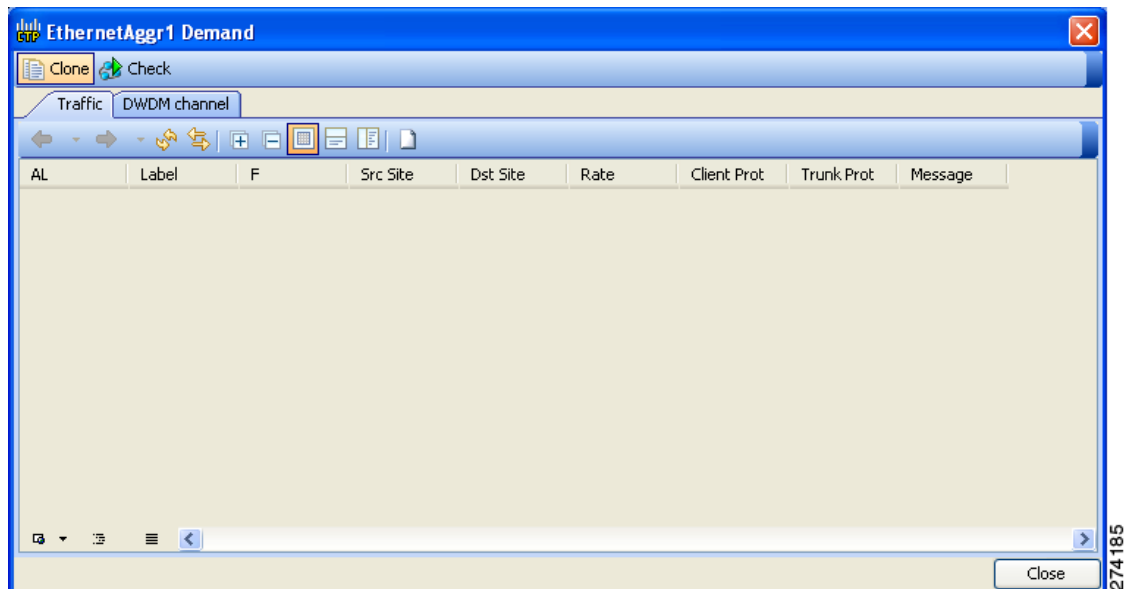 CTP EthernetAggr1 Demand
Clone Check
Traffic DWDM channel
AL Label F Src Site Dst Site Rate Client Prot Trunk Prot Message
Close
274185